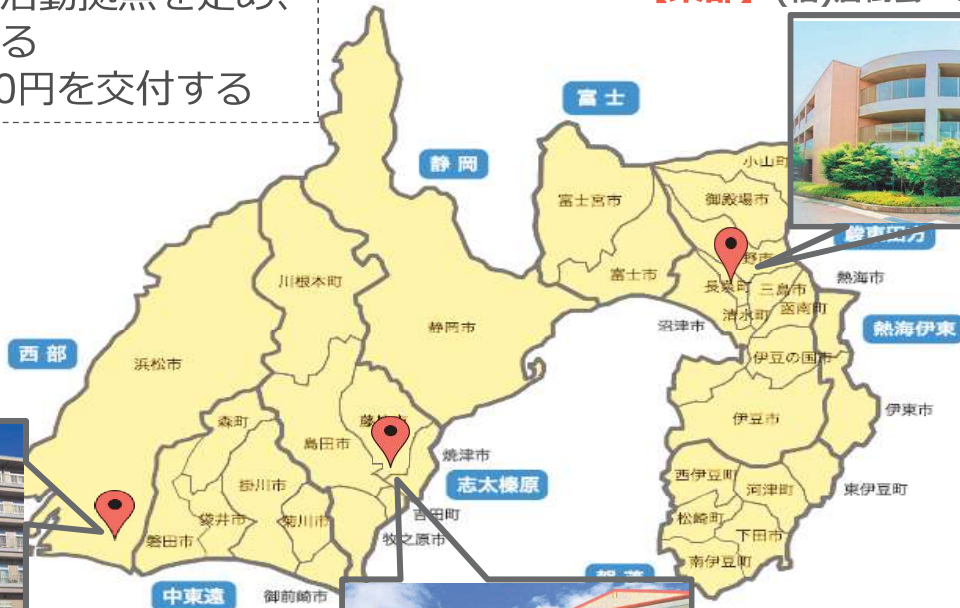 る
0円を交付する
富士
静岡
小山町
御殿場市
富士宮市
川根本町
富士市
長泉町
三島市
熱海市
清水町
函南町
沼津市
静岡市
熱海伊東
西部
浜松市
伊豆の国市
伊豆市
伊東市
森町
島田市
焼津市
志太榛原
掛川市
西伊豆町
河津町
東伊豆町
袋井市
菊川市
吉田町
松崎町
下田市
磐田市
牧之原市
南伊豆町
中東遠
御前崎市